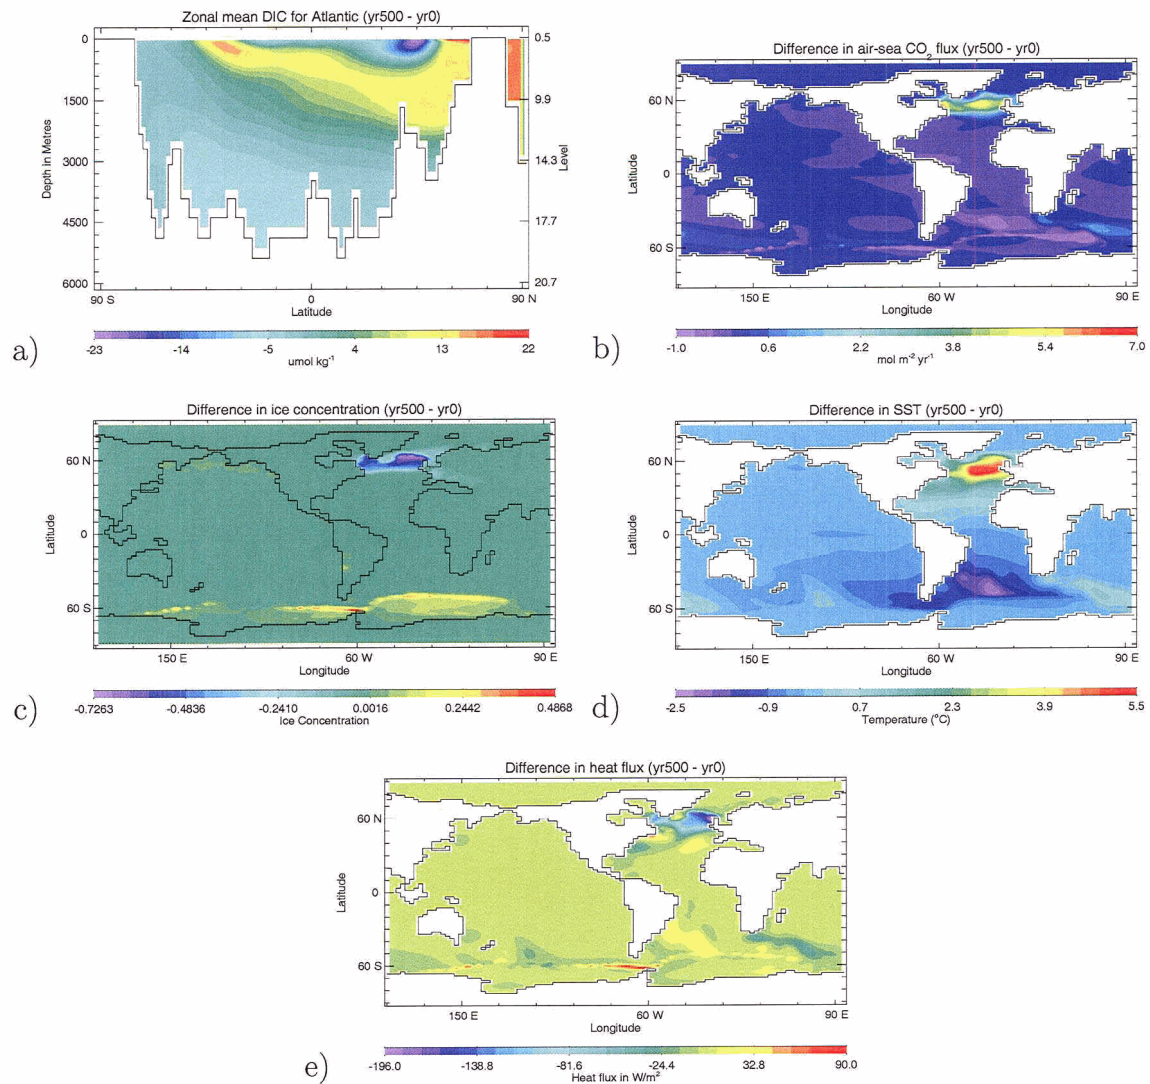 Zonal mean DIC for Atlantic (yr500 - yr0)
0
1500
3000
4500
6000
Depth in Metres
0.5
9.9
14.3
17.7
20.7
Level
90 S
0
90 N
Latitude
-23
-14
-5
4
13
22
umol kg-1
a)
Difference in air-sea CO2 flux (yr500 - yr0)
60 N
0
60 S
Latitude
150 E
60 W
90 E
Longitude
-1.0
0.6
2.2
3.8
5.4
7.0
mol m-2 yr-1
b)
Difference in ice concentration (yr500 - yr0)
60 N
0
60 S
Latitude
150 E
60 W
90 E
Longitude
-0.7263
-0.4836
-0.2410
0.0016
0.2442
0.4868
Ice Concentration
c)
Difference in SST (yr500 - yr0)
60 N
0
60 S
Latitude
150 E
60 W
90 E
Longitude
-2.5
-0.9
0.7
2.3
3.9
5.5
Temperature (°C)
d)
Difference in heat flux (yr500 - yr0)
60 N
0
60 S
Latitude
150 E
60 W
90 E
Longitude
-196.0
-138.8
-81.6
-24.4
32.8
90.0
Heat flux in W/m2
e)